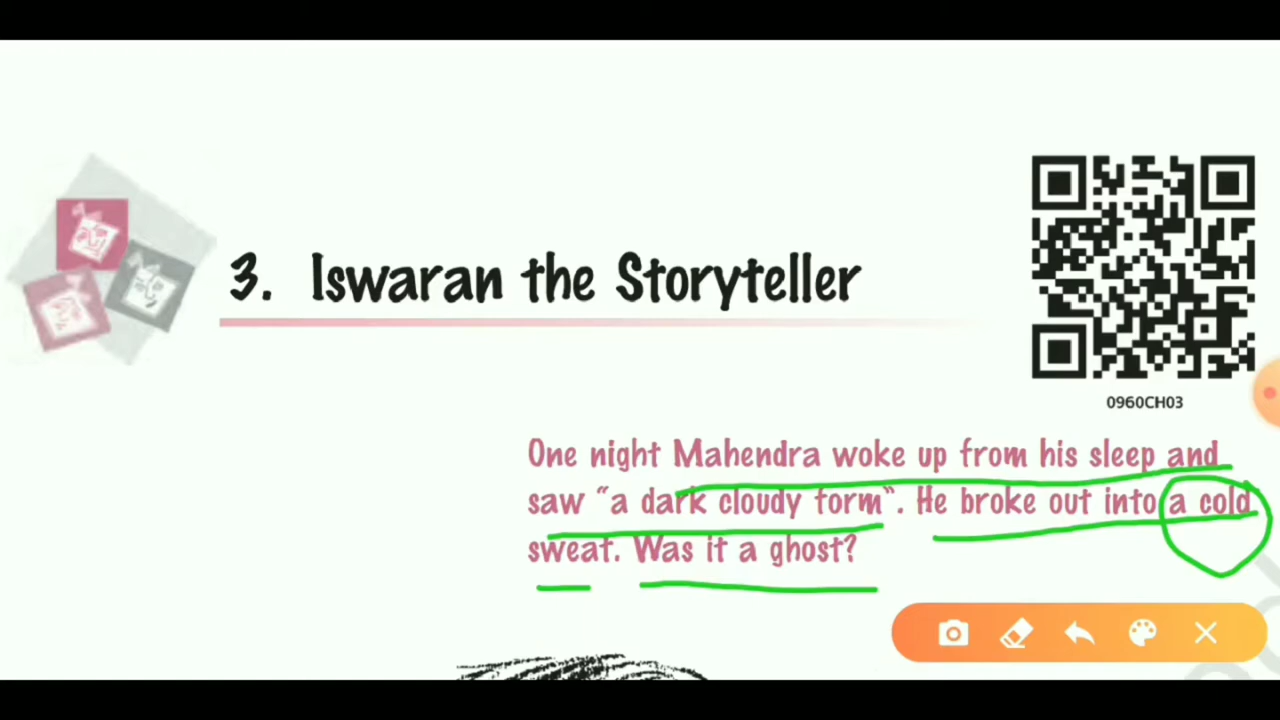 3. Iswaran the Storyteller
0960CH03
One night Mahendra woke up from his sleep and
saw “a dark cloudy form”. He broke out into a cold
sweat. Was it a ghost?